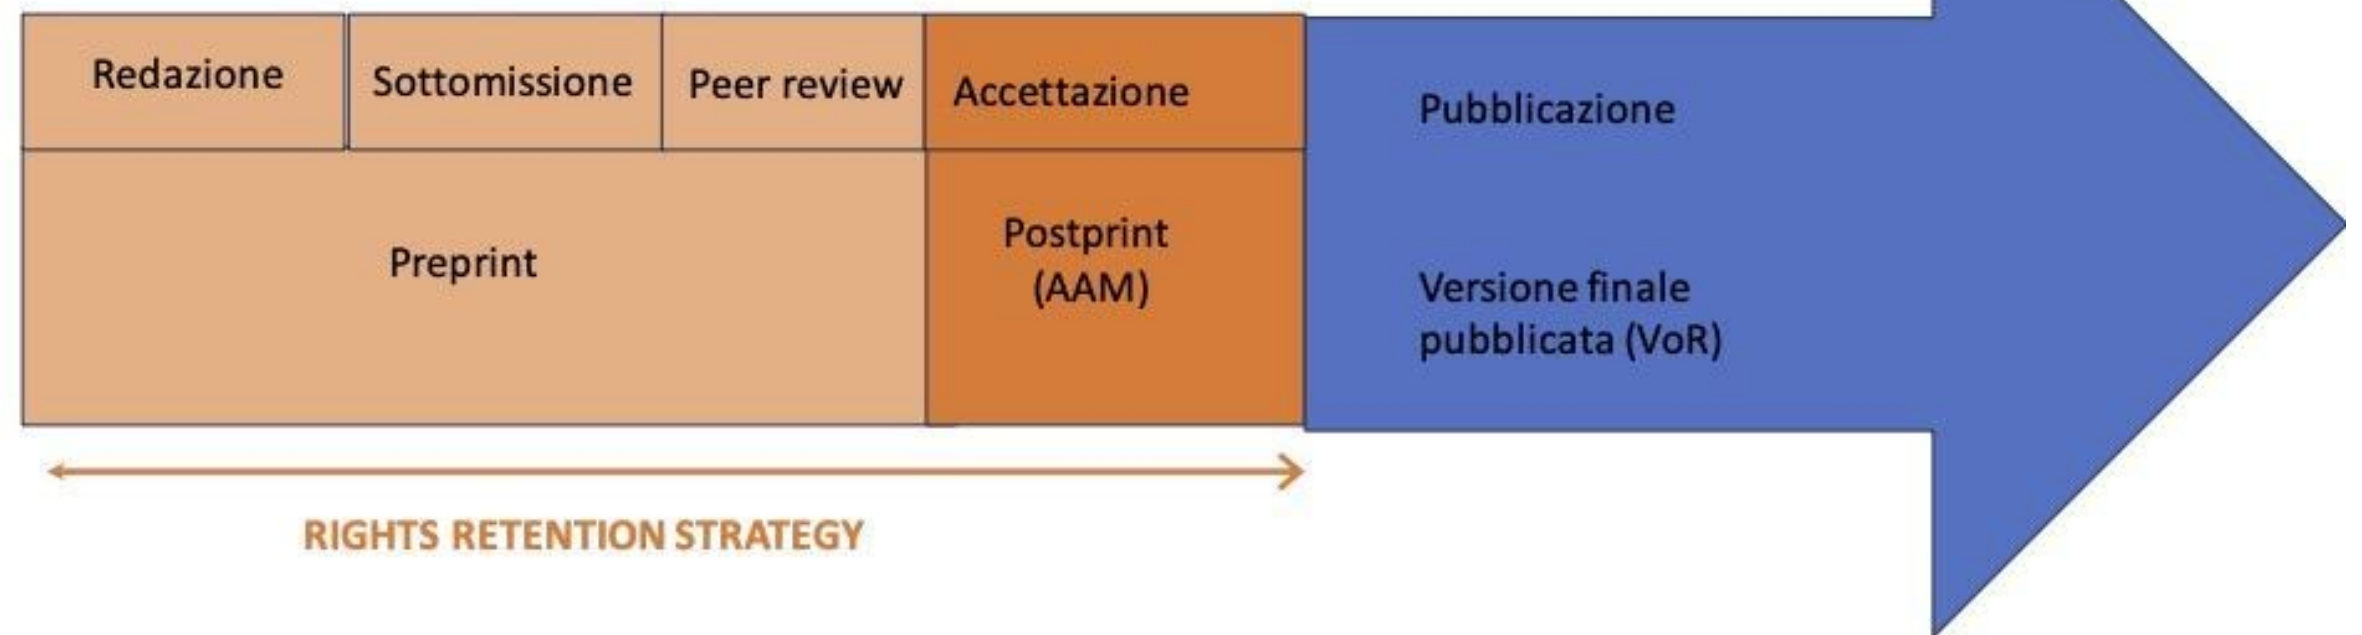 Redazione
Sottomissione
Peer review
Accettazione
Pubblicazione
Preprint
Postprint
(AAM)
Versione finale
pubblicata (VoR)
RIGHTS RETENTION STRATEGY